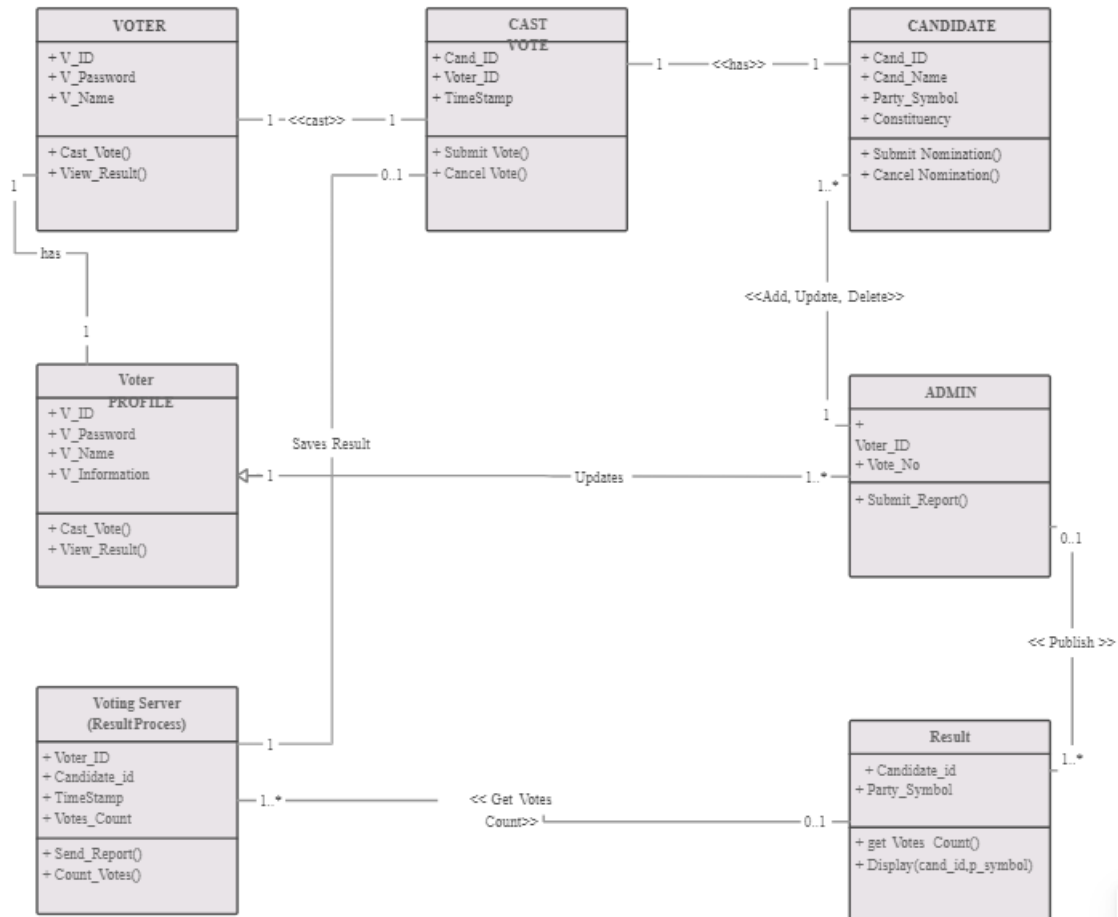 VOTER
+ V_ID
+ V_Password
+ V_Name
+ Cast_Vote()
+ View_Result()
1
<<cast>>
1
CAST
VOTE
+ Cand_ID
+ Voter_ID
+ TimeStamp
+ Submit Vote()
+ Cancel Vote()
0..1
1
<<has>>
1
CANDIDATE
+ Cand_ID
+ Cand_Name
+ Party_Symbol
+ Constituency
+ Submit Nomination()
+ Cancel Nomination()
1..*
1
has
1
<<Add, Update, Delete>>
1
Voter
PROFILE
+ V_ID
+ V_Password
+ V_Name
+ V_Information
+ Cast_Vote()
+ View_Result()
Saves Result
1
Updates
1..*
ADMIN
+
Voter_ID
+ Vote_No
+ Submit_Report()
0..1
<< Publish >>
1..*
Voting Server
(ResultProcess)
+ Voter_ID
+ Candidate_id
+ TimeStamp
+ Votes_Count
+ Send_Report()
+ Count_Votes()
1
1..*
<< Get Votes
Count>>
0..1
Result
+ Candidate_id
+ Party_Symbol
+ get Votes Count()
+ Display(cand_id,p_symbol)